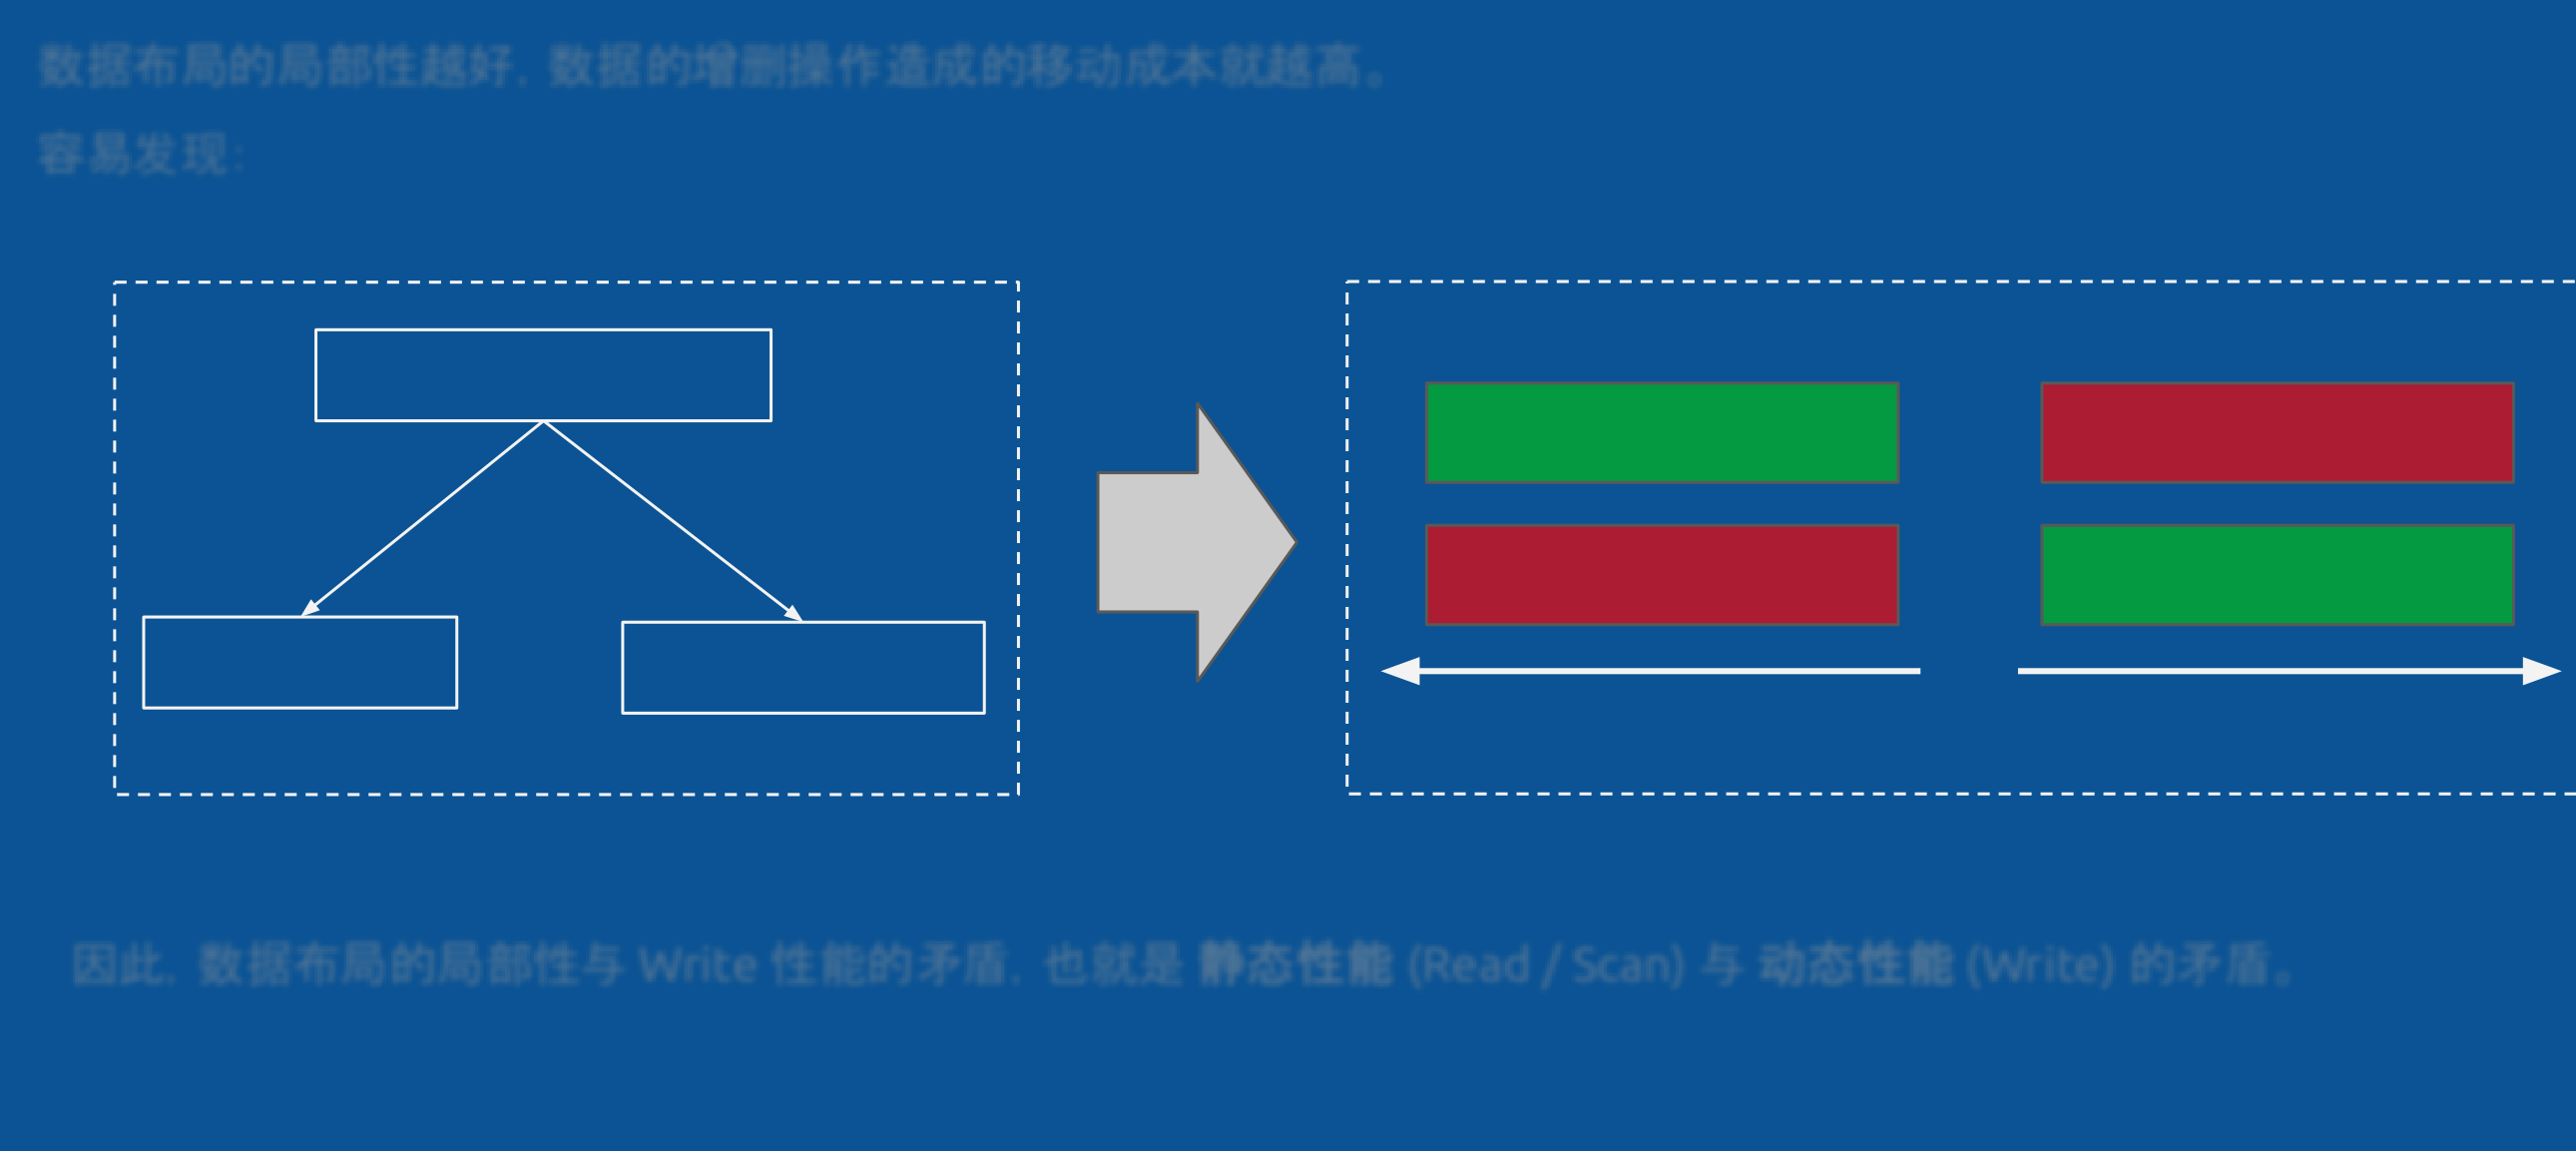 数据布局的局部性越好，数据的增删操作造成的移动成本就越高。
容易发现：
因此，数据布局的局部性与 Write 性能的矛盾，也就是 静态性能 (Read / Scan) 与 动态性能 (Write) 的矛盾。